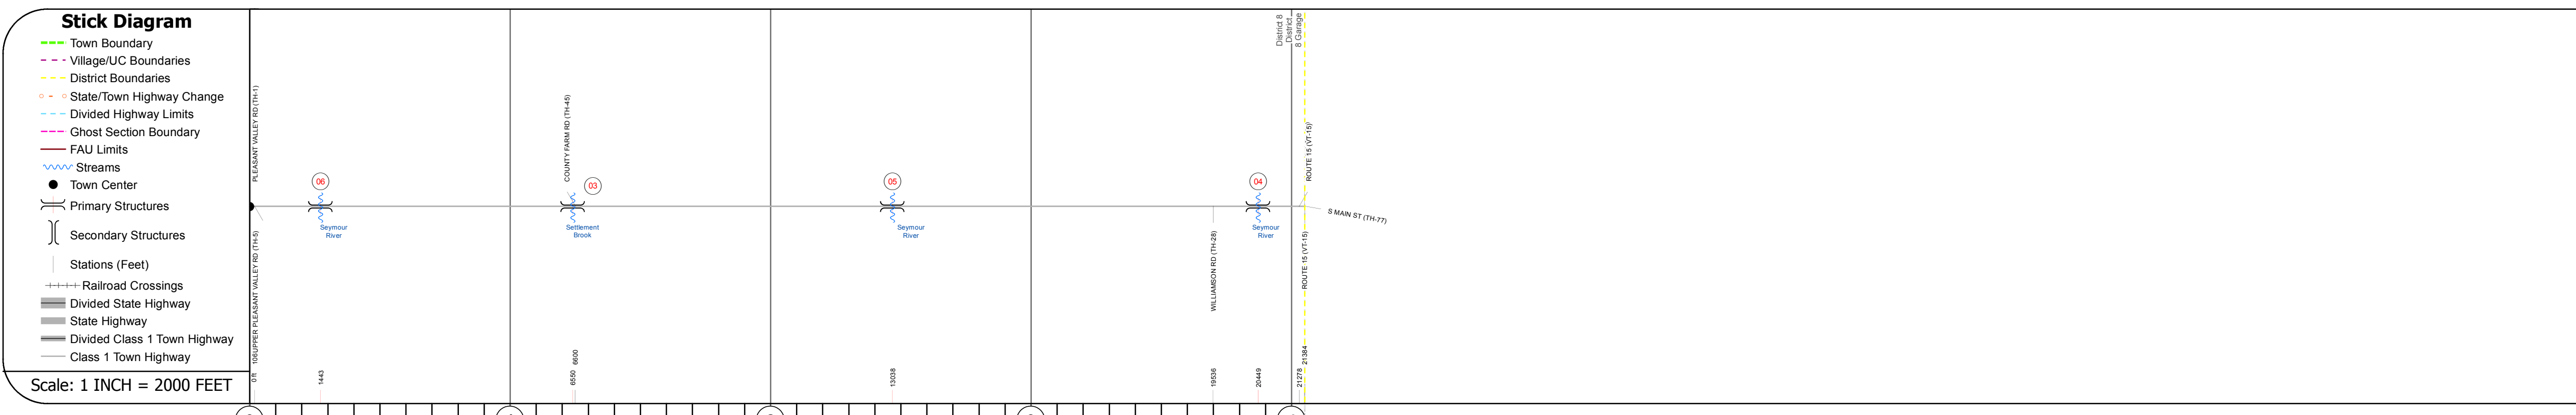 Stick Diagram
Town Boundary
Village/UC Boundaries
District Boundaries
State/Town Highway Change
Divided Highway Limits
Ghost Section Boundary
FAU Limits
Streams
Town Center
Primary Structures
Secondary Structures
Stations (Feet)
Railroad Crossings
Divided State Highway
State Highway
Divided Class 1 Town Highway
Class 1 Town Highway
Scale: 1 INCH = 2000 FEET
PLEASANT VALLEY RD (TH-1)
UPPER PLEASANT VALLEY RD (TH-5)
106
0 ft
06
Seymour
River
1443
COUNTY FARM RD (TH-45)
03
Settlement
Brook
6550
6600
05
Seymour
River
13038
WILLIAMSON RD (TH-28)
19536
04
Seymour
River
20449
District 8
District
8 Garage
ROUTE 15 (VT-15)
S MAIN ST (TH-77)
ROUTE 15 (VT-15)
21278
21384